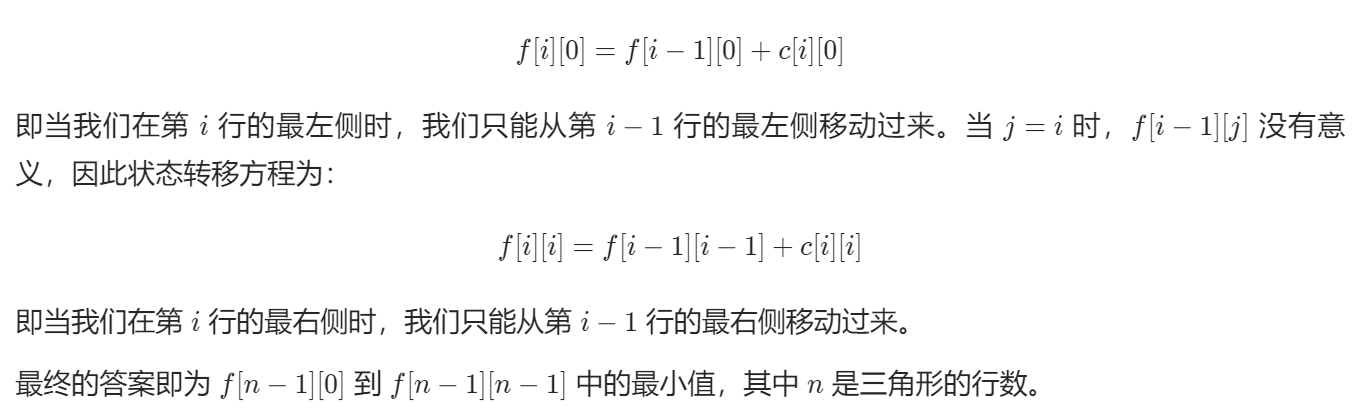 f[i][0] = f[i − 1][0] + c[i][0]
即当我们在第 i 行的最左侧时，我们只能从第 i − 1 行的最左侧移动过来。当 j = i 时，f[i − 1][j] 没有意
义，因此状态转移方程为：
f[i][i] = f[i − 1][i − 1] + c[i][i]
即当我们在第 i 行的最右侧时，我们只能从第 i − 1 行的最右侧移动过来。
最终的答案即为 f[n − 1][0] 到 f[n − 1][n − 1] 中的最小值，其中 n 是三角形的行数。